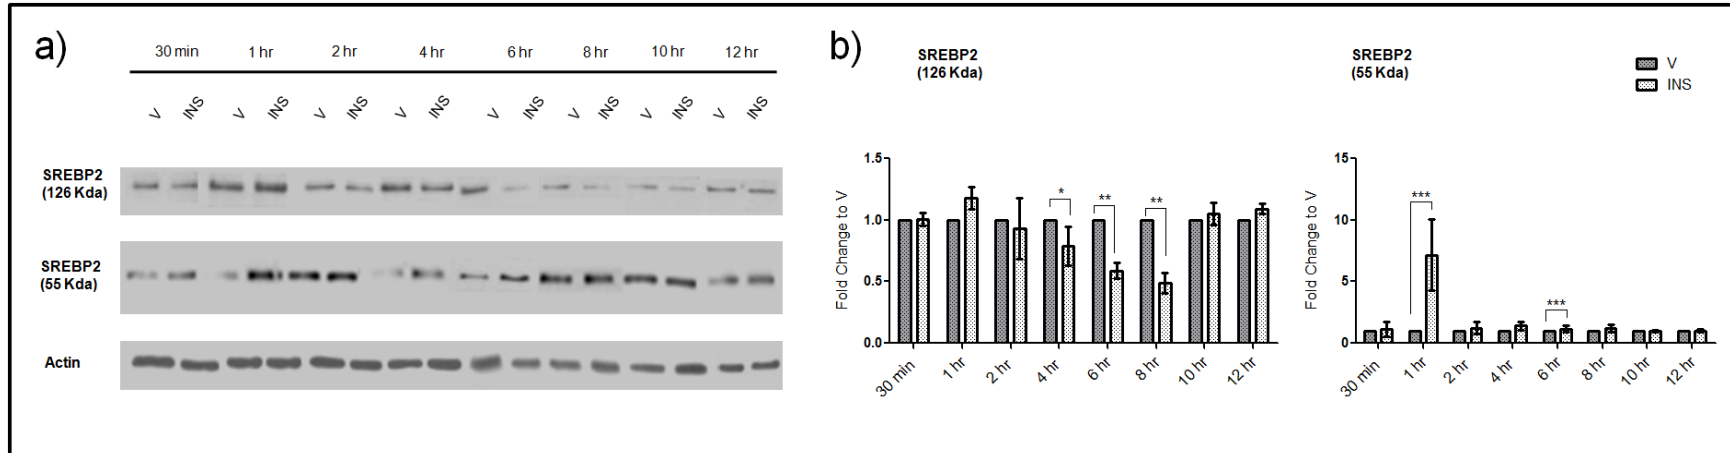 a)
30 min 1 hr 2 hr 4 hr 6 hr 8 hr 10 hr 12 hr
V INS V INS V INS V INS V INS V INS V INS V INS
SREBP2
(126 Kda)
SREBP2
(55 Kda)
Actin
b)
SREBP2
(126 Kda)
Fold Change to V
1.5
1.0
0.5
0.0
* ** **
30 min 1 hr 2 hr 4 hr 6 hr 8 hr 10 hr 12 hr
SREBP2
(55 Kda)
V
INS
Fold Change to V
15
10
5
0
*** ***
30 min 1 hr 2 hr 4 hr 6 hr 8 hr 10 hr 12 hr